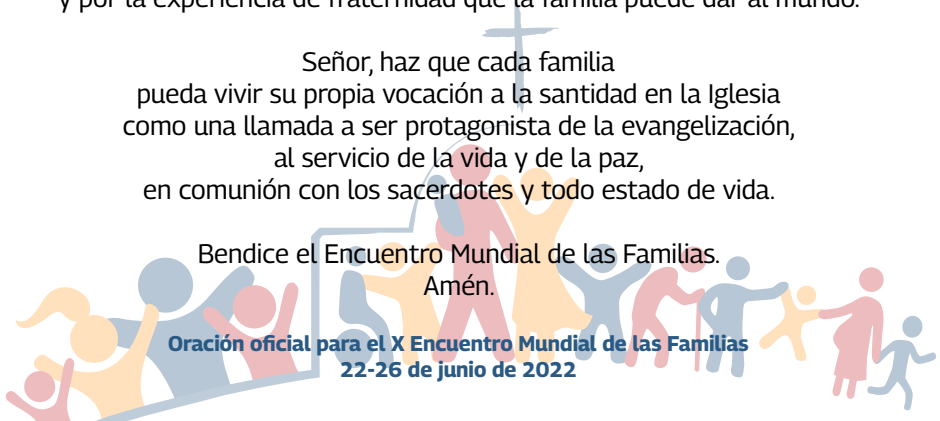 y por la experiencia de fraternidad que la familia puede dar al mundo.
Señor, haz que cada familia
pueda vivir su propia vocación a la santidad en la Iglesia
como una llamada a ser protagonista de la evangelización,
al servicio de la vida y de la paz,
en comunión con los sacerdotes y todo estado de vida.
Bendice el Encuentro Mundial de las Familias.
Amén.
Oración oficial para el X Encuentro Mundial de las Familias
22-26 de junio de 2022